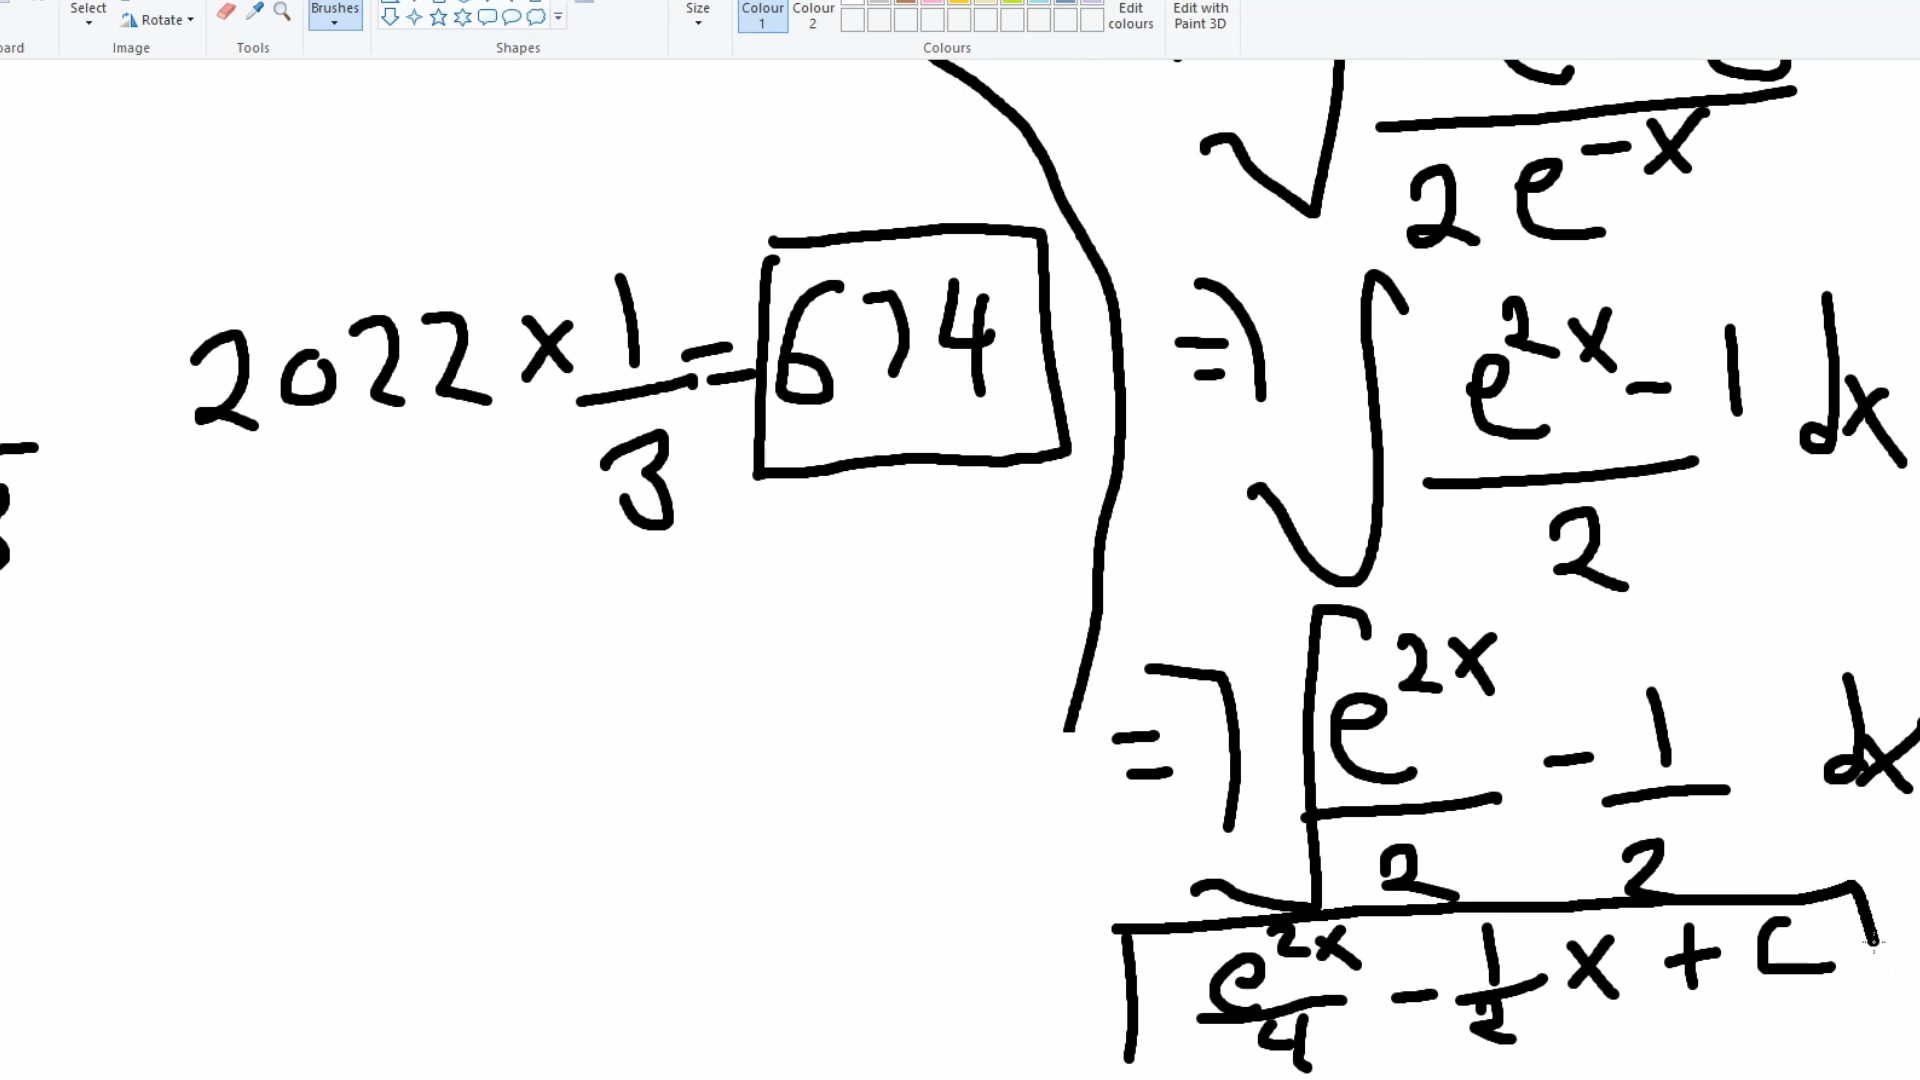 Select
Rotate
Brushes
Size
Colour 1
Colour 2
Edit colours
Edit with Paint 3D
Image
Tools
Shapes
Colours
2022 × 1/3 = 674
2e^-x
=> ∫ e^2x - 1 / 2 dx
=> ∫ e^2x / 2 - 1/2 dx
e^2x / 4 - 1/2 x + C